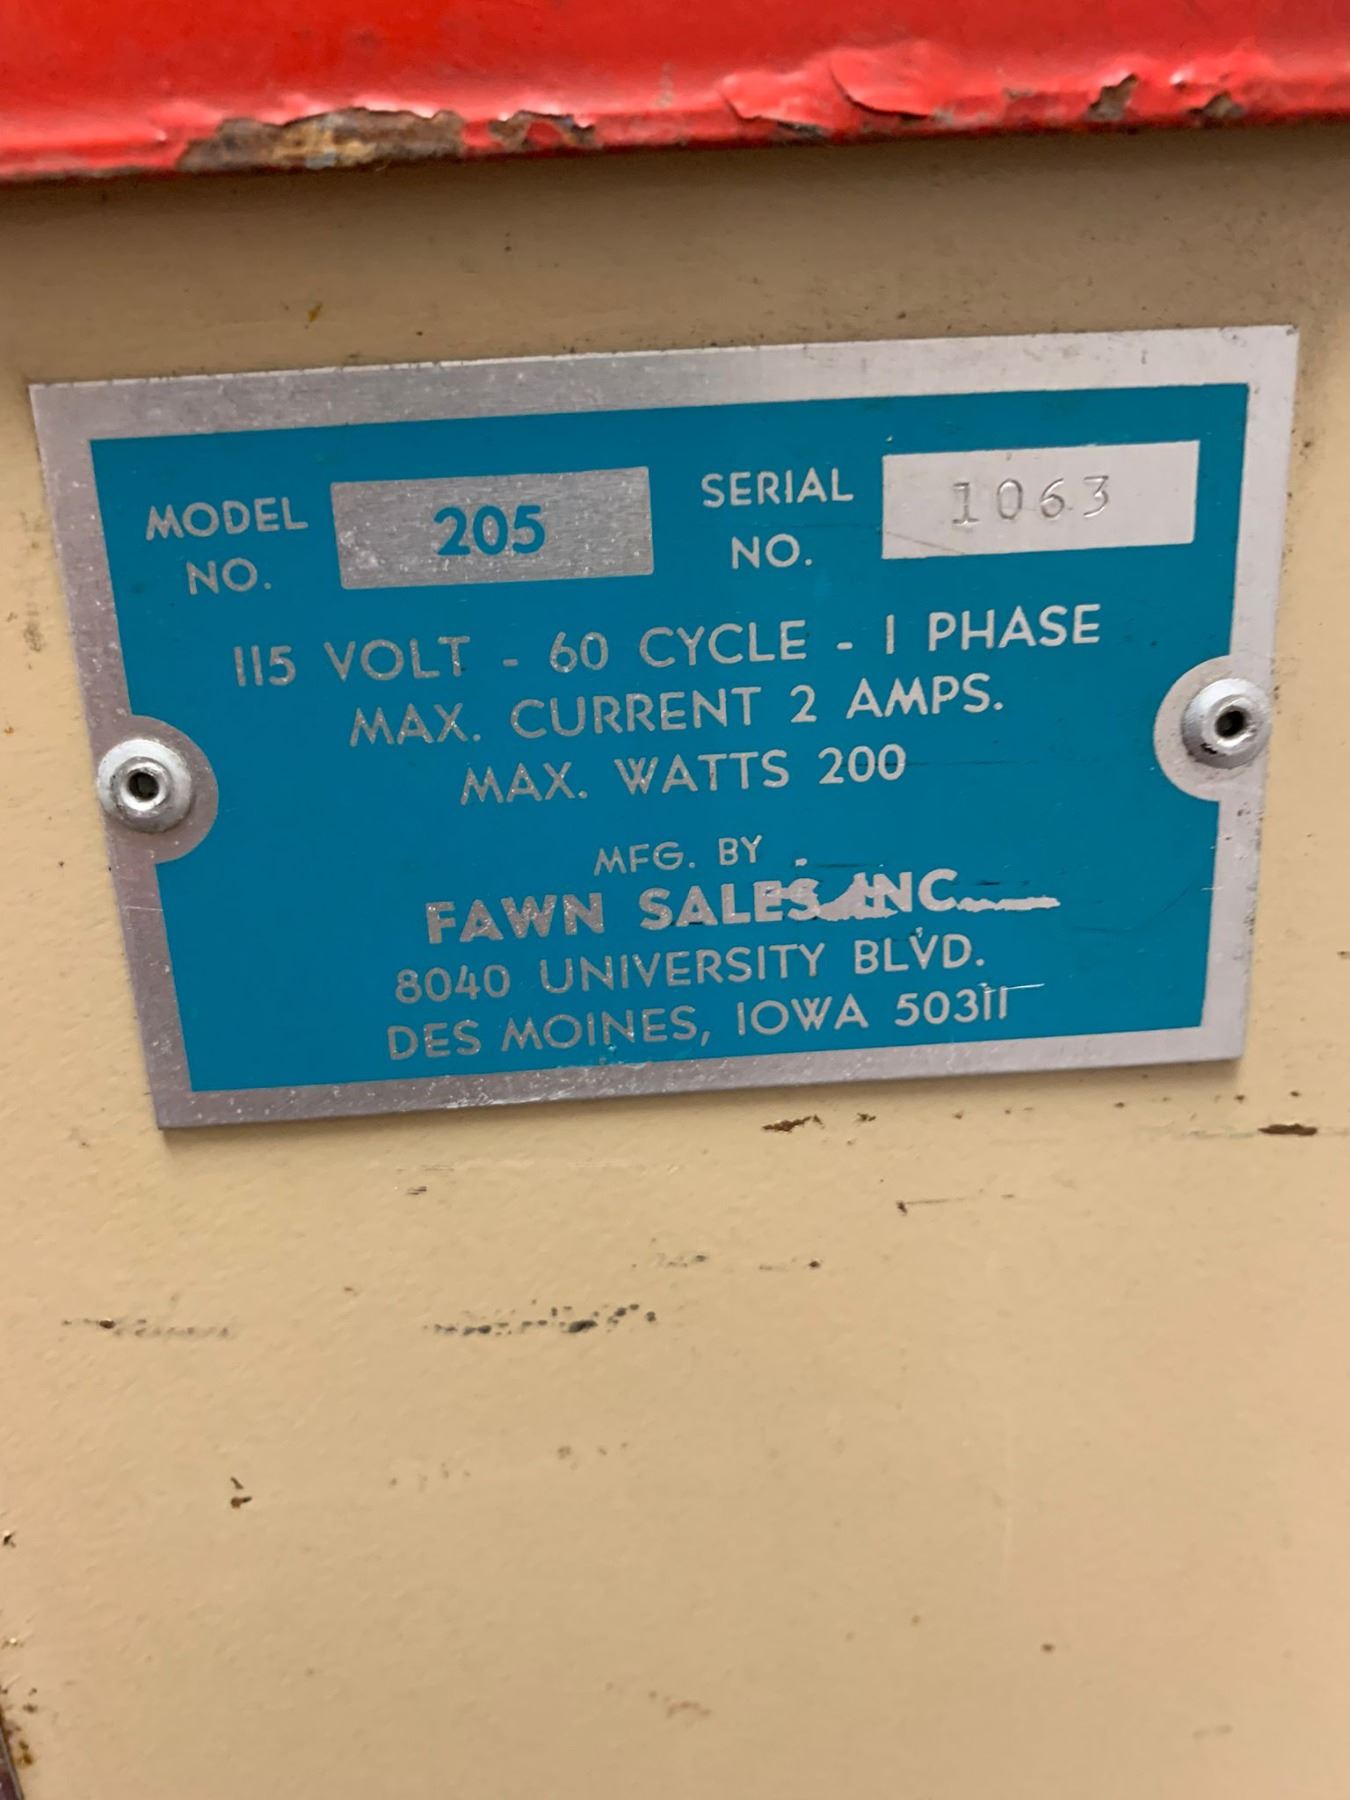 MODEL NO. 205 SERIAL NO. 1063
115 VOLT - 60 CYCLE - 1 PHASE
MAX. CURRENT 2 AMPS.
MAX. WATTS 200
MFG. BY
FAWN SALES, INC.
8040 UNIVERSITY BLVD.
DES MOINES, IOWA 50311